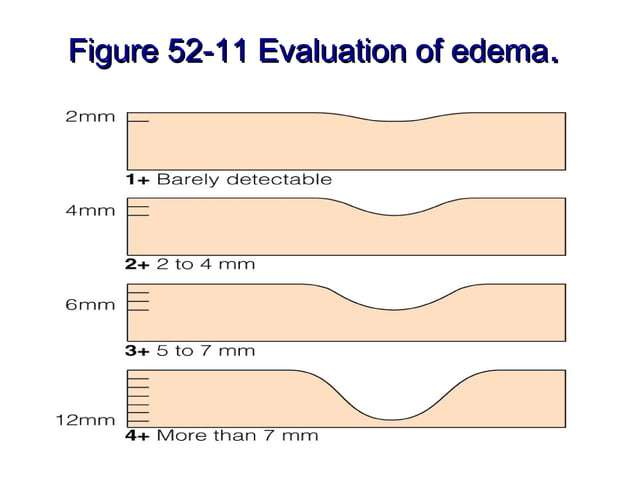 Figure 52-11 Evaluation of edema.
2mm
1+ Barely detectable
4mm
2+ 2 to 4 mm
6mm
3+ 5 to 7 mm
12mm
4+ More than 7 mm